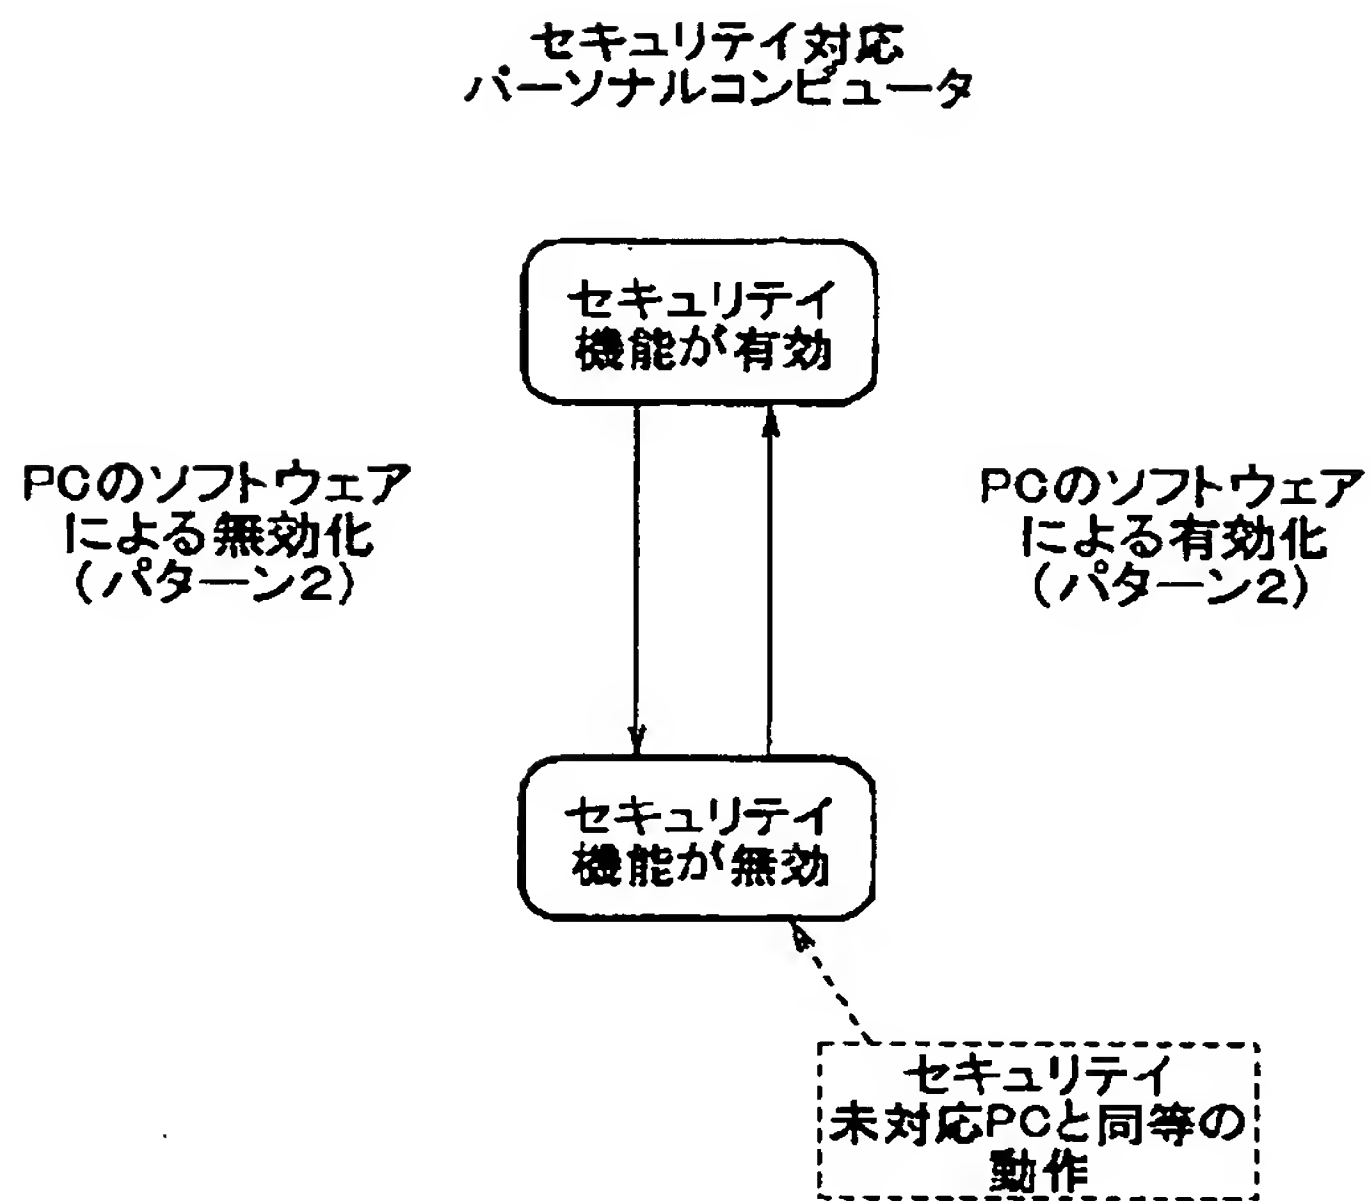 セキュリテイ対応
パーソナルコンピュータ
セキュリテイ
機能が有効
PCのソフトウェア
による無効化
(パターン2)
PCのソフトウェア
による有効化
(パターン2)
セキュリテイ
機能が無効
セキュリテイ
未対応PCと同等の
動作